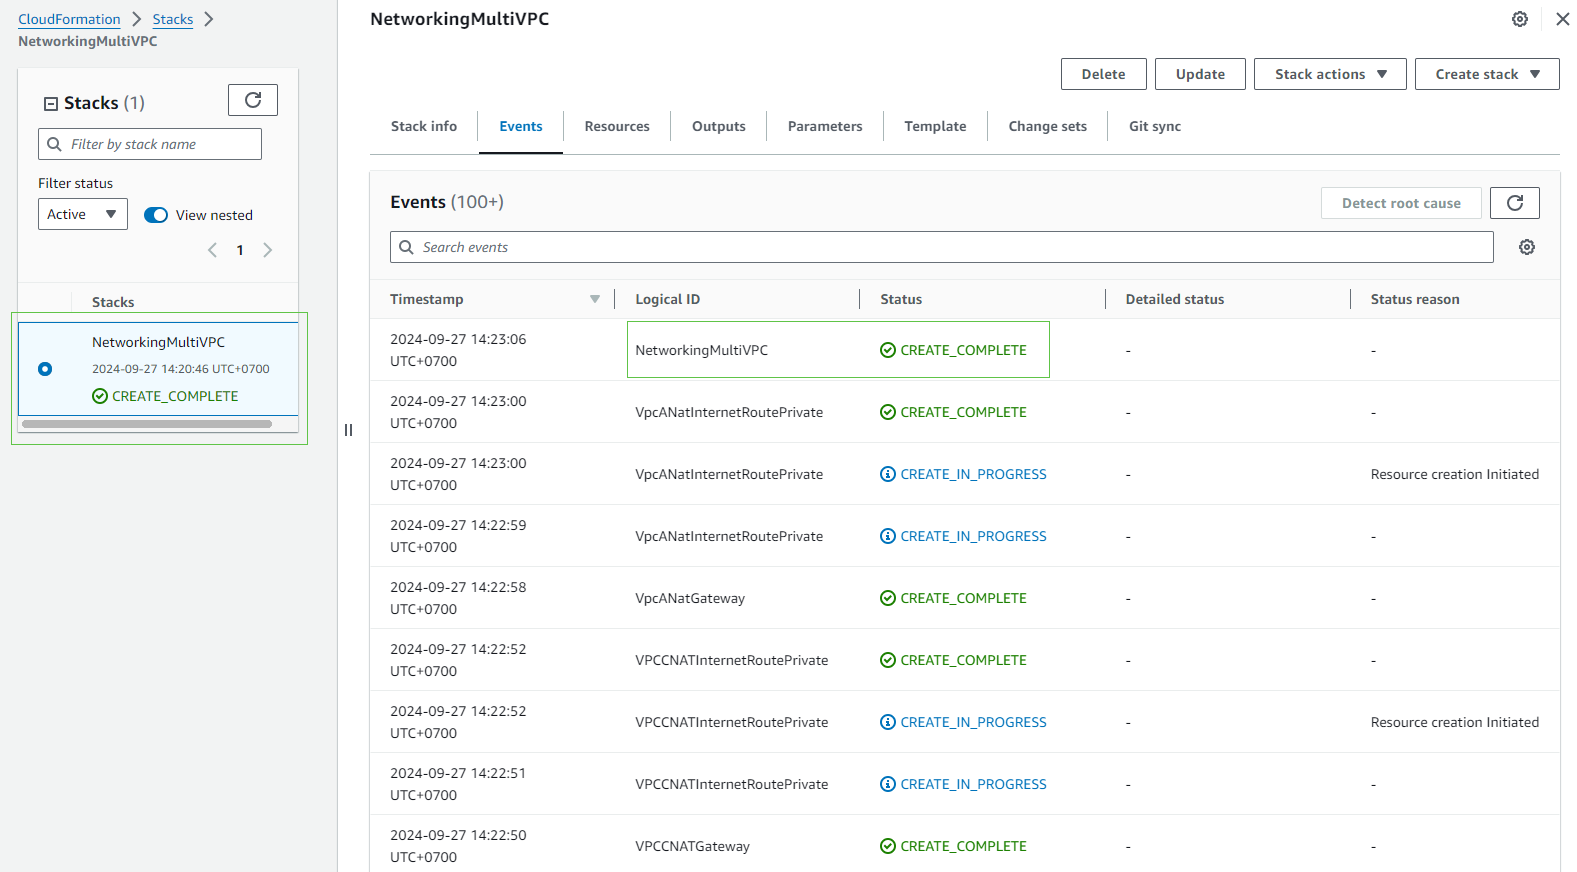 CloudFormation > Stacks >
NetworkingMultiVPC
Stacks (1)
Filter by stack name
Filter status
Active
View nested
1
Stacks
NetworkingMultiVPC
2024-09-27 14:20:46 UTC+0700
CREATE_COMPLETE
NetworkingMultiVPC
Delete Update Stack actions Create stack
Stack info Events Resources Outputs Parameters Template Change sets Git sync
Events (100+)
Detect root cause
Search events
Timestamp Logical ID Status Detailed status Status reason
2024-09-27 14:23:06
UTC+0700
NetworkingMultiVPC CREATE_COMPLETE - -
2024-09-27 14:23:00
UTC+0700
VpcANatInternetRoutePrivate CREATE_COMPLETE - -
2024-09-27 14:23:00
UTC+0700
VpcANatInternetRoutePrivate CREATE_IN_PROGRESS - Resource creation Initiated
2024-09-27 14:22:59
UTC+0700
VpcANatInternetRoutePrivate CREATE_IN_PROGRESS - -
2024-09-27 14:22:58
UTC+0700
VpcANatGateway CREATE_COMPLETE - -
2024-09-27 14:22:52
UTC+0700
VPCCNATInternetRoutePrivate CREATE_COMPLETE - -
2024-09-27 14:22:52
UTC+0700
VPCCNATInternetRoutePrivate CREATE_IN_PROGRESS - Resource creation Initiated
2024-09-27 14:22:51
UTC+0700
VPCCNATInternetRoutePrivate CREATE_IN_PROGRESS - -
2024-09-27 14:22:50
UTC+0700
VPCCNATGateway CREATE_COMPLETE - -